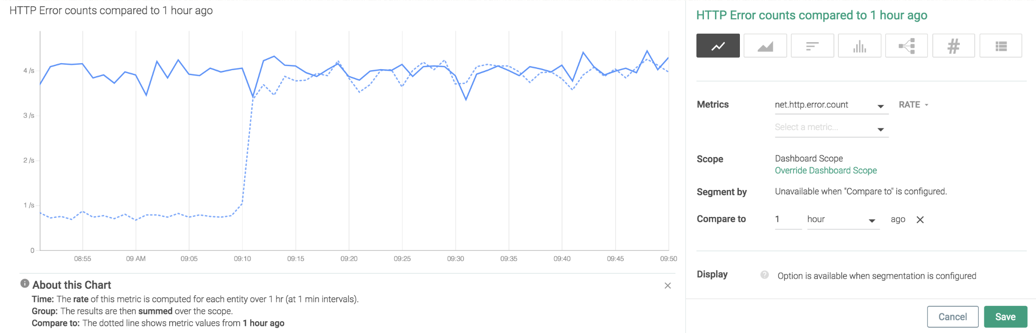 HTTP Error counts compared to 1 hour ago
4 /s
3 /s
2 /s
1 /s
0
08:55
09 AM
09:05
09:10
09:15
09:20
09:25
09:30
09:35
09:40
09:45
09:50
About this Chart
Time: The rate of this metric is computed for each entity over 1 hr (at 1 min intervals).
Group: The results are then summed over the scope.
Compare to: The dotted line shows metric values from 1 hour ago
HTTP Error counts compared to 1 hour ago
#
Metrics
net.http.error.count
RATE
Select a metric...
Scope
Dashboard Scope
Override Dashboard Scope
Segment by
Unavailable when "Compare to" is configured.
Compare to
1
hour
ago
Display
Option is available when segmentation is configured
Cancel
Save